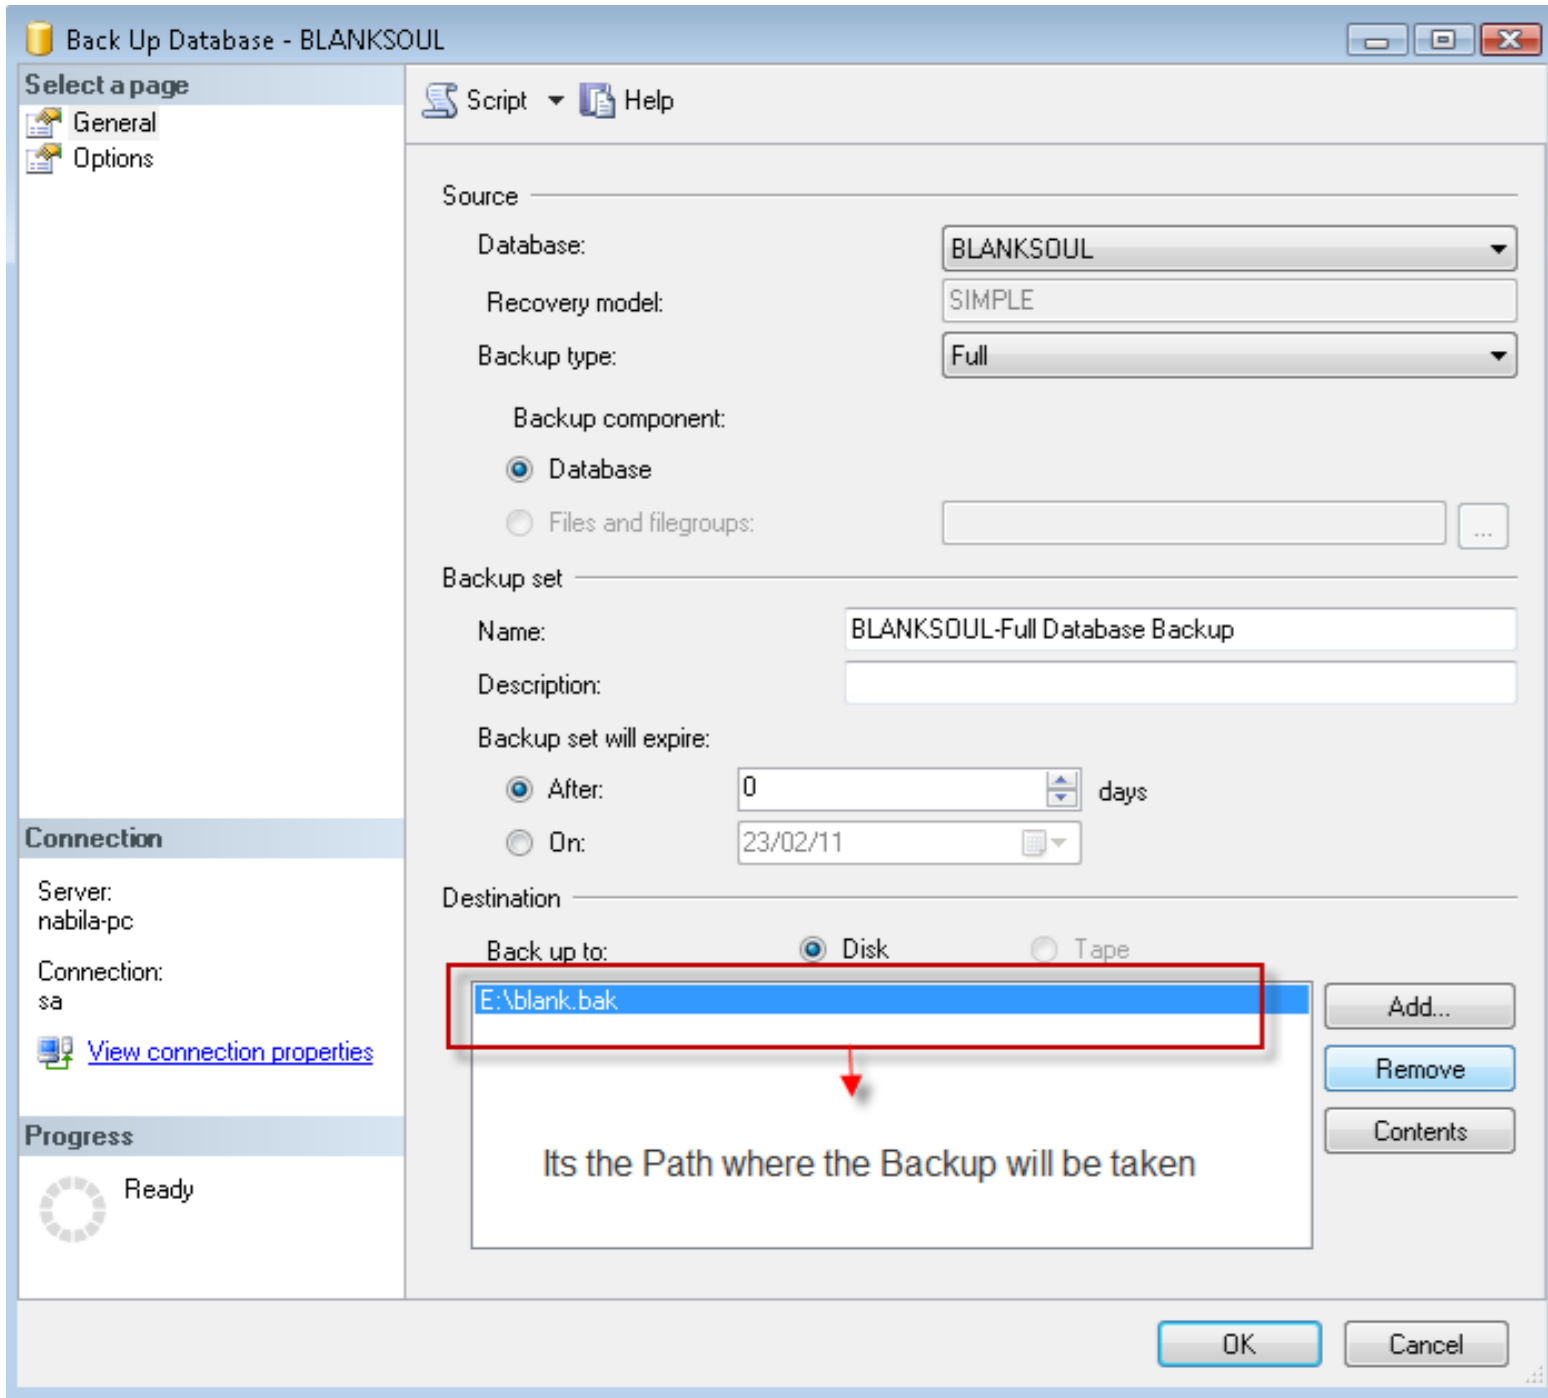 Back Up Database - BLANKSOUL
Select a page
General
Options
Script
Help
Source
Database:
BLANKSOUL
Recovery model:
SIMPLE
Backup type:
Full
Backup component:
Database
Files and filegroups:
...
Backup set
Name:
BLANKSOUL-Full Database Backup
Description:
Backup set will expire:
After:
0
days
On:
23/02/11
Destination
Back up to:
Disk
Tape
E:\blank.bak
Add...
Remove
Contents
Its the Path where the Backup will be taken
Connection
Server:
nabila-pc
Connection:
sa
View connection properties
Progress
Ready
OK
Cancel